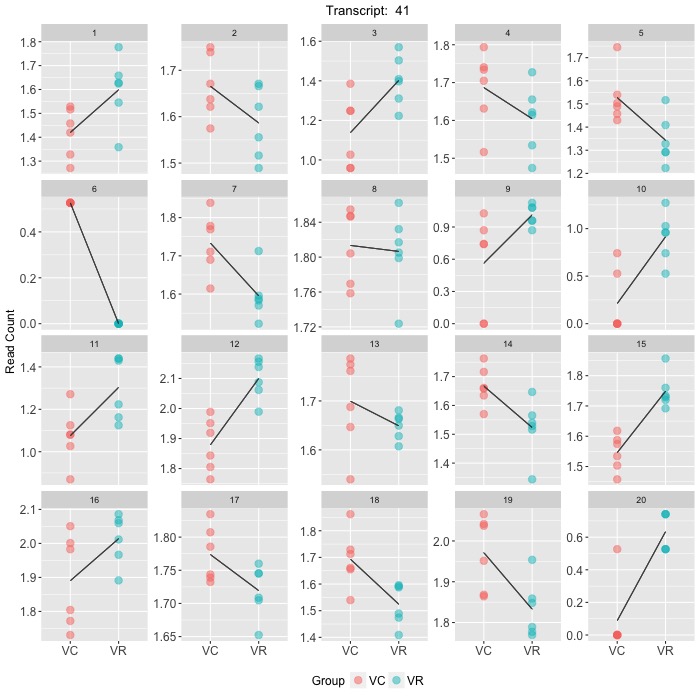 Transcript:  41
1 2 3 4 5
1.8 1.7 1.6 1.5 1.4 1.3
1.7 1.6 1.5
1.6 1.4 1.2 1.0
1.8 1.7 1.6 1.5
1.7 1.6 1.5 1.4 1.3 1.2
6 7 8 9 10
0.4 0.2 0.0
1.8 1.7 1.6
1.84 1.80 1.76 1.72
0.9 0.6 0.3 0.0
1.0 0.5 0.0
Read Count
11 12 13 14 15
1.4 1.2 1.0
2.1 2.0 1.9 1.8
1.7 1.6
1.7 1.6 1.5 1.4
1.8 1.7 1.6 1.5
16 17 18 19 20
2.1 2.0 1.9 1.8
1.80 1.75 1.70 1.65
1.8 1.7 1.6 1.5 1.4
2.0 1.9 1.8
0.6 0.4 0.2 0.0
VC VR VC VR VC VR VC VR VC VR
Group VC VR